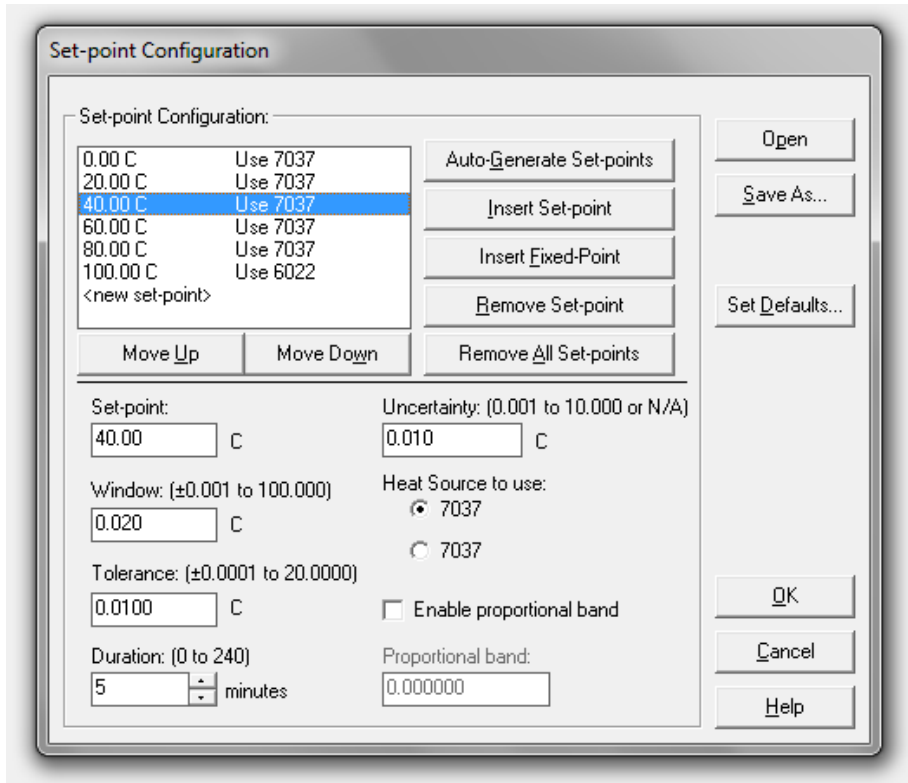 Set-point Configuration
Set-point Configuration:
0.00 C Use 7037
20.00 C Use 7037
40.00 C Use 7037
60.00 C Use 7037
80.00 C Use 7037
100.00 C Use 6022
<new set-point>
Move Up Move Down
Auto-Generate Set-points
Insert Set-point
Insert Fixed-Point
Remove Set-point
Remove All Set-points
Set-point:
40.00 C
Window: (±0.001 to 100.000)
0.020 C
Tolerance: (±0.0001 to 20.0000)
0.0100 C
Duration: (0 to 240)
5 minutes
Uncertainty: (0.001 to 10.000 or N/A)
0.010 C
Heat Source to use:
7037
7037
Enable proportional band
Proportional band:
0.000000
Open
Save As...
Set Defaults...
OK
Cancel
Help